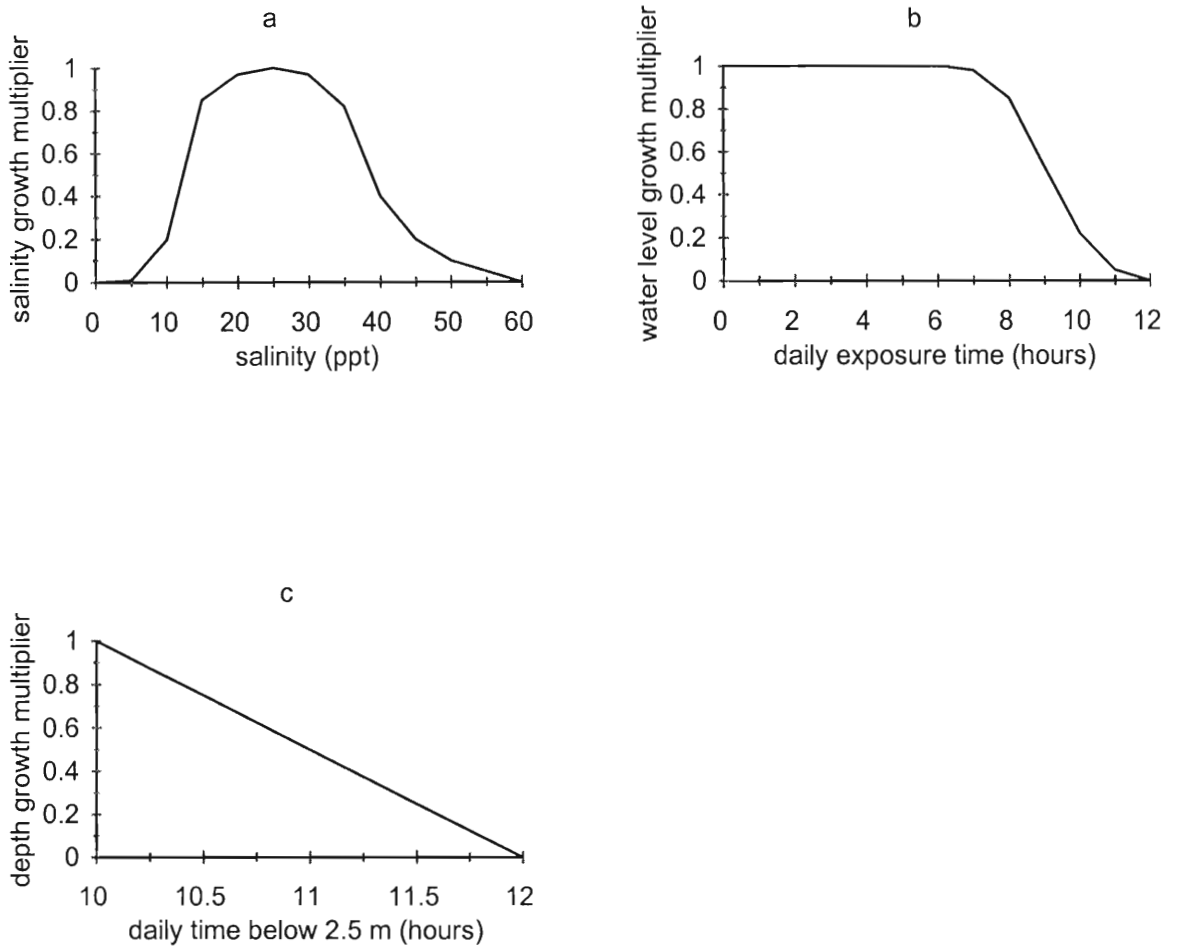 a
salinity growth multiplier
1
0.8
0.6
0.4
0.2
0
0 10 20 30 40 50 60
salinity (ppt)
b
water level growth multiplier
1
0.8
0.6
0.4
0.2
0
0 2 4 6 8 10 12
daily exposure time (hours)
c
depth growth multiplier
1
0.8
0.6
0.4
0.2
0
10 10.5 11 11.5 12
daily time below 2.5 m (hours)